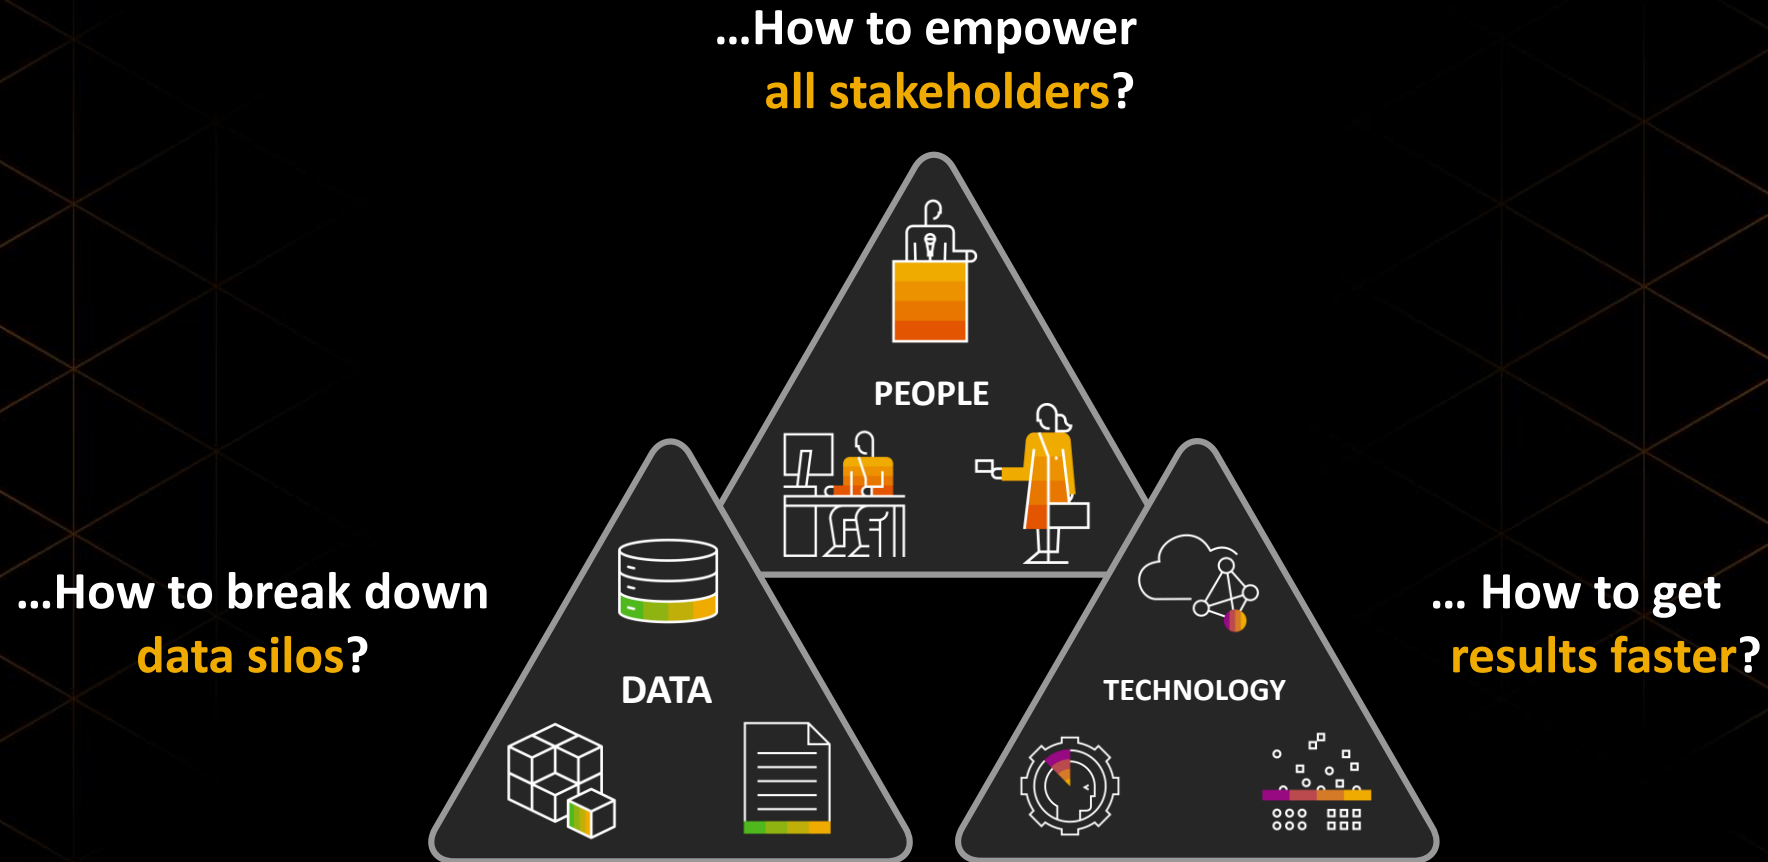 ...How to empower
all stakeholders?
PEOPLE
...How to break down
data silos?
... How to get
results faster?
DATA
TECHNOLOGY